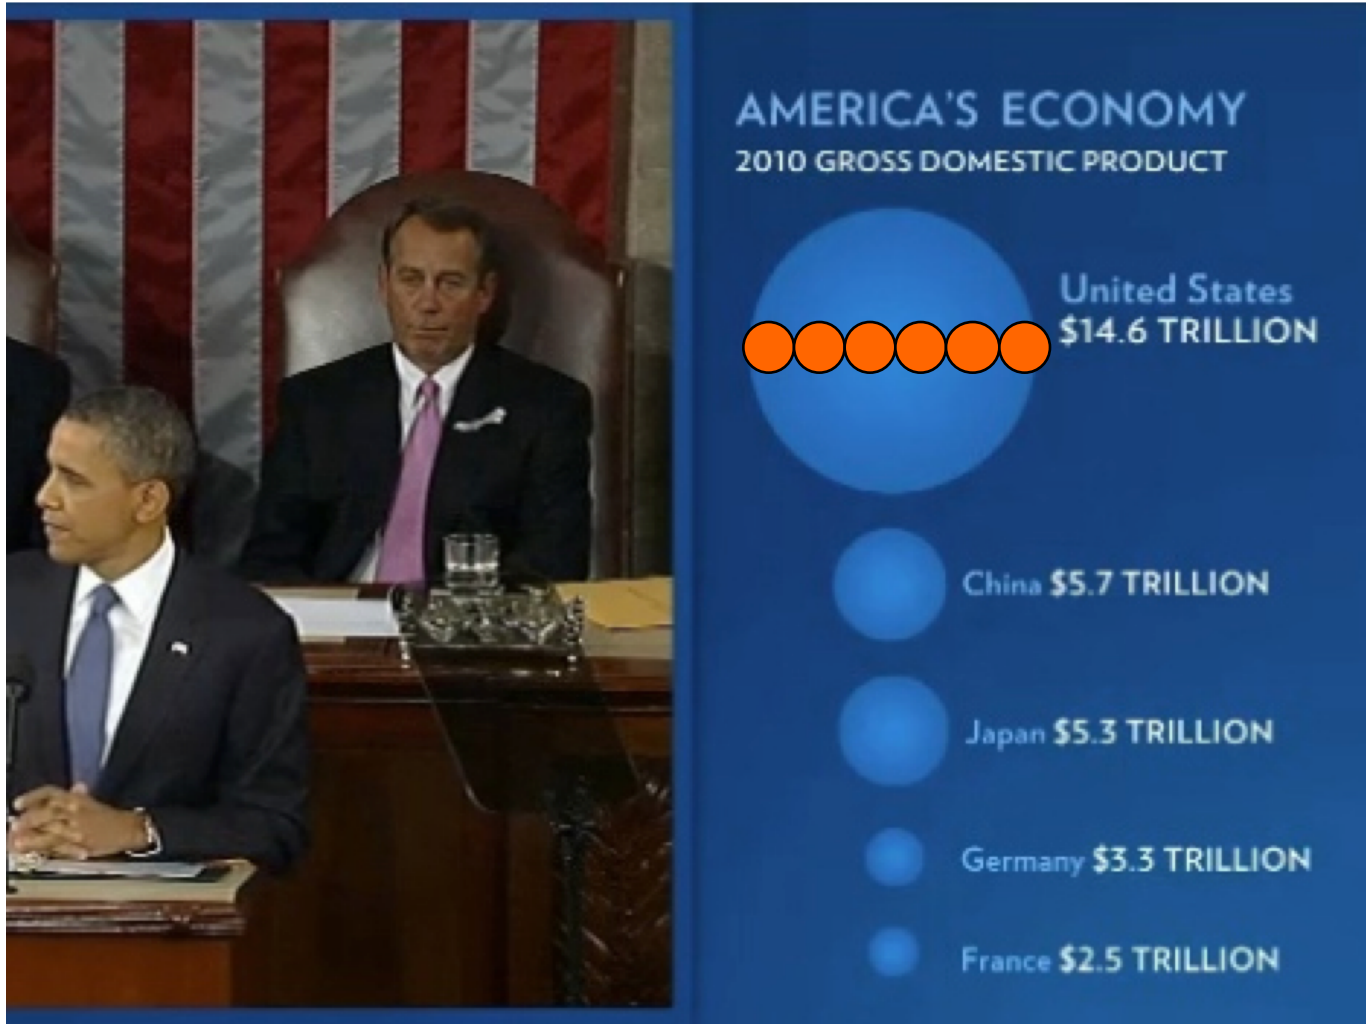 AMERICA'S ECONOMY
2010 GROSS DOMESTIC PRODUCT
United States
$14.6 TRILLION
China $5.7 TRILLION
Japan $5.3 TRILLION
Germany $3.3 TRILLION
France $2.5 TRILLION